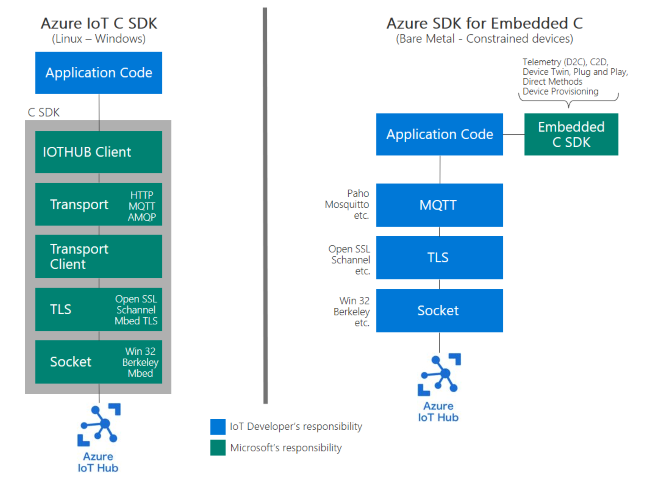 Azure IoT C SDK
(Linux – Windows)
Application Code
C SDK
IOTHUB Client
Transport
HTTP
MQTT
AMQP
Transport
Client
TLS
Open SSL
Schannel
Mbed TLS
Socket
Win 32
Berkeley
Mbed
Azure
IoT Hub
Azure SDK for Embedded C
(Bare Metal - Constrained devices)
Telemetry (D2C), C2D,
Device Twin, Plug and Play,
Direct Methods
Device Provisioning
Application Code
Embedded
C SDK
Paho
Mosquitto
etc.
MQTT
Open SSL
Schannel
etc.
TLS
Win 32
Berkeley
etc.
Socket
Azure
IoT Hub
IoT Developer's responsibility
Microsoft's responsibility